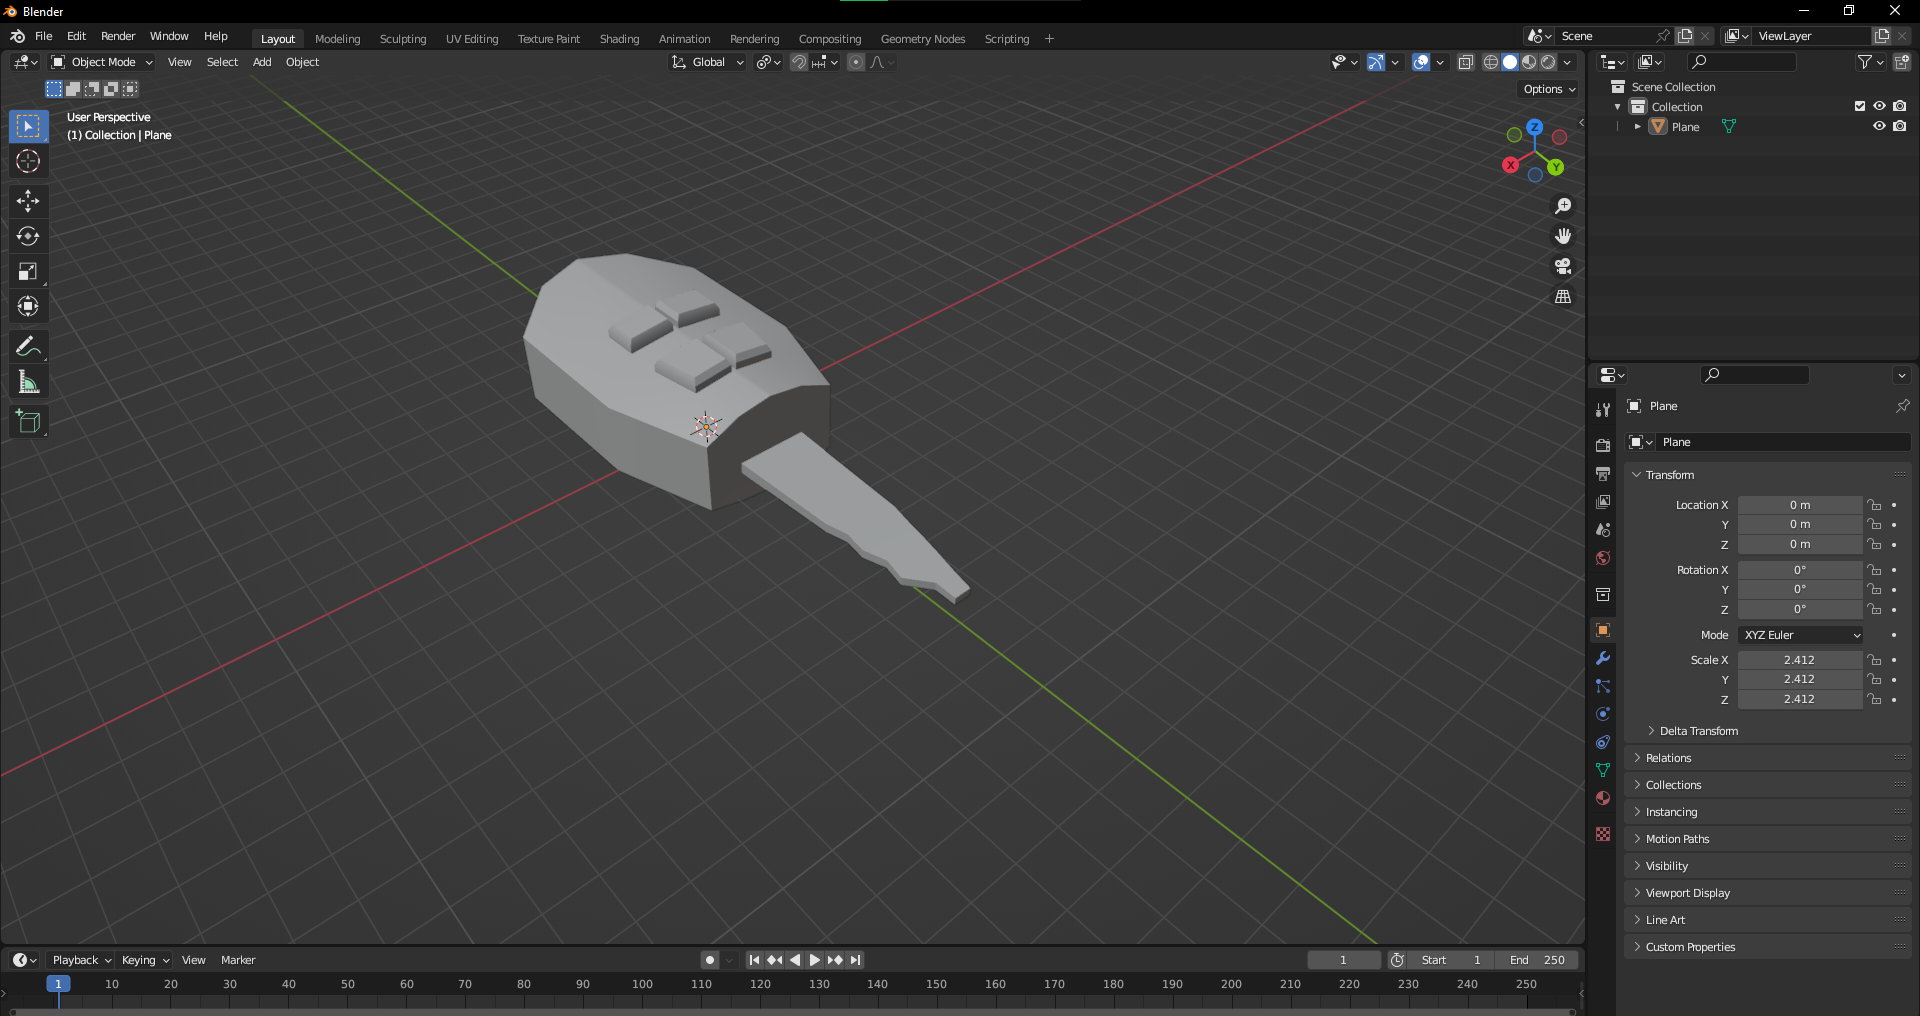 Blender
File Edit Render Window Help Layout Modeling Sculpting UV Editing Texture Paint Shading Animation Rendering Compositing Geometry Nodes Scripting + Scene ViewLayer
Object Mode View Select Add Object Global
Options
User Perspective
(1) Collection | Plane
Z
X
Y
Scene Collection
Collection
Plane
Plane
Plane
Transform
Location X 0 m
Y 0 m
Z 0 m
Rotation X 0°
Y 0°
Z 0°
Mode XYZ Euler
Scale X 2.412
Y 2.412
Z 2.412
Delta Transform
Relations
Collections
Instancing
Motion Paths
Visibility
Viewport Display
Line Art
Custom Properties
Playback Keying View Marker 1 Start 1 End 250
1 10 20 30 40 50 60 70 80 90 100 110 120 130 140 150 160 170 180 190 200 210 220 230 240 250